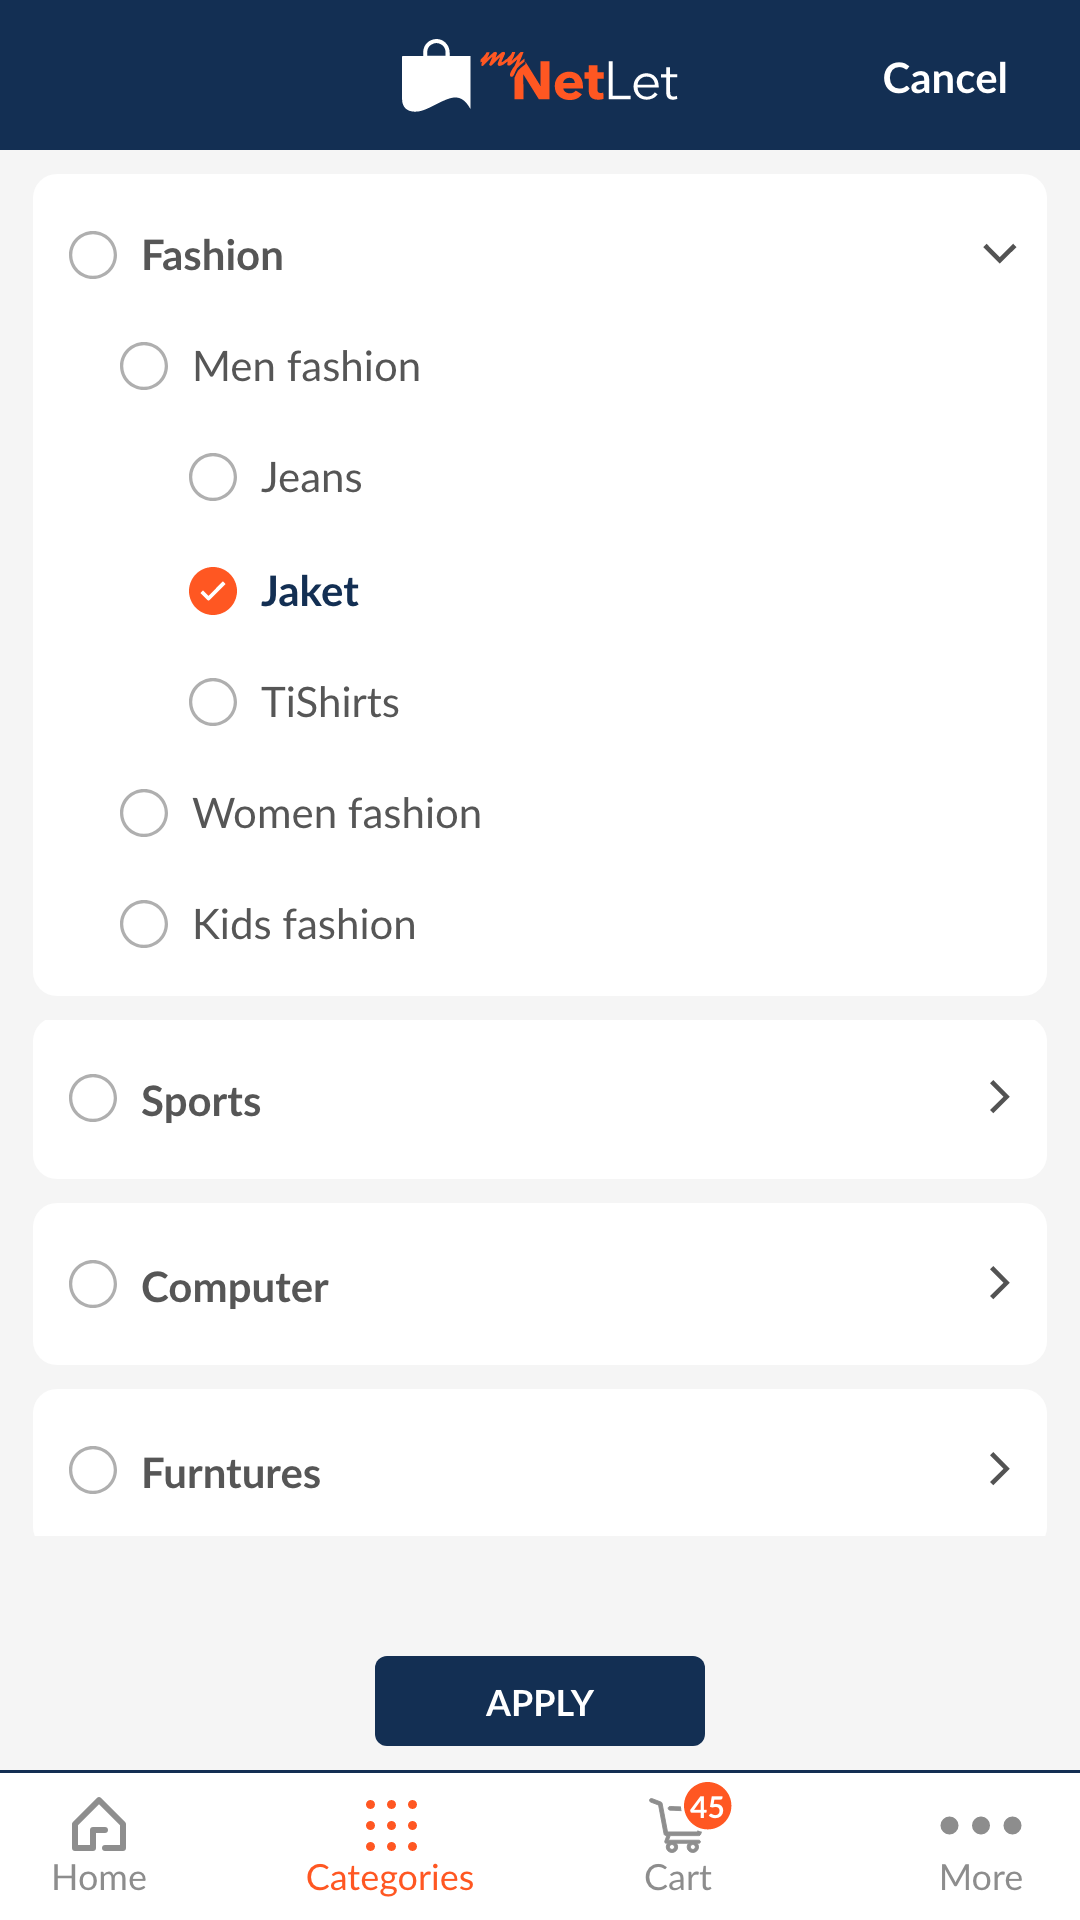 myNetLet
Cancel
Fashion
Men fashion
Jeans
Jaket
TiShirts
Women fashion
Kids fashion
Sports
Computer
Furntures
APPLY
45
Home
Categories
Cart
More